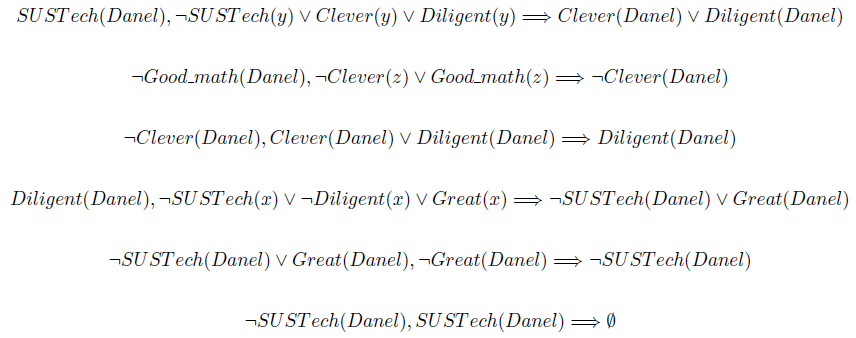 SUSTech(Danel), ¬SUSTech(y) ∨ Clever(y) ∨ Diligent(y) ⟹ Clever(Danel) ∨ Diligent(Danel)
¬Good_math(Danel), ¬Clever(z) ∨ Good_math(z) ⟹ ¬Clever(Danel)
¬Clever(Danel), Clever(Danel) ∨ Diligent(Danel) ⟹ Diligent(Danel)
Diligent(Danel), ¬SUSTech(x) ∨ ¬Diligent(x) ∨ Great(x) ⟹ ¬SUSTech(Danel) ∨ Great(Danel)
¬SUSTech(Danel) ∨ Great(Danel), ¬Great(Danel) ⟹ ¬SUSTech(Danel)
¬SUSTech(Danel), SUSTech(Danel) ⟹ ∅